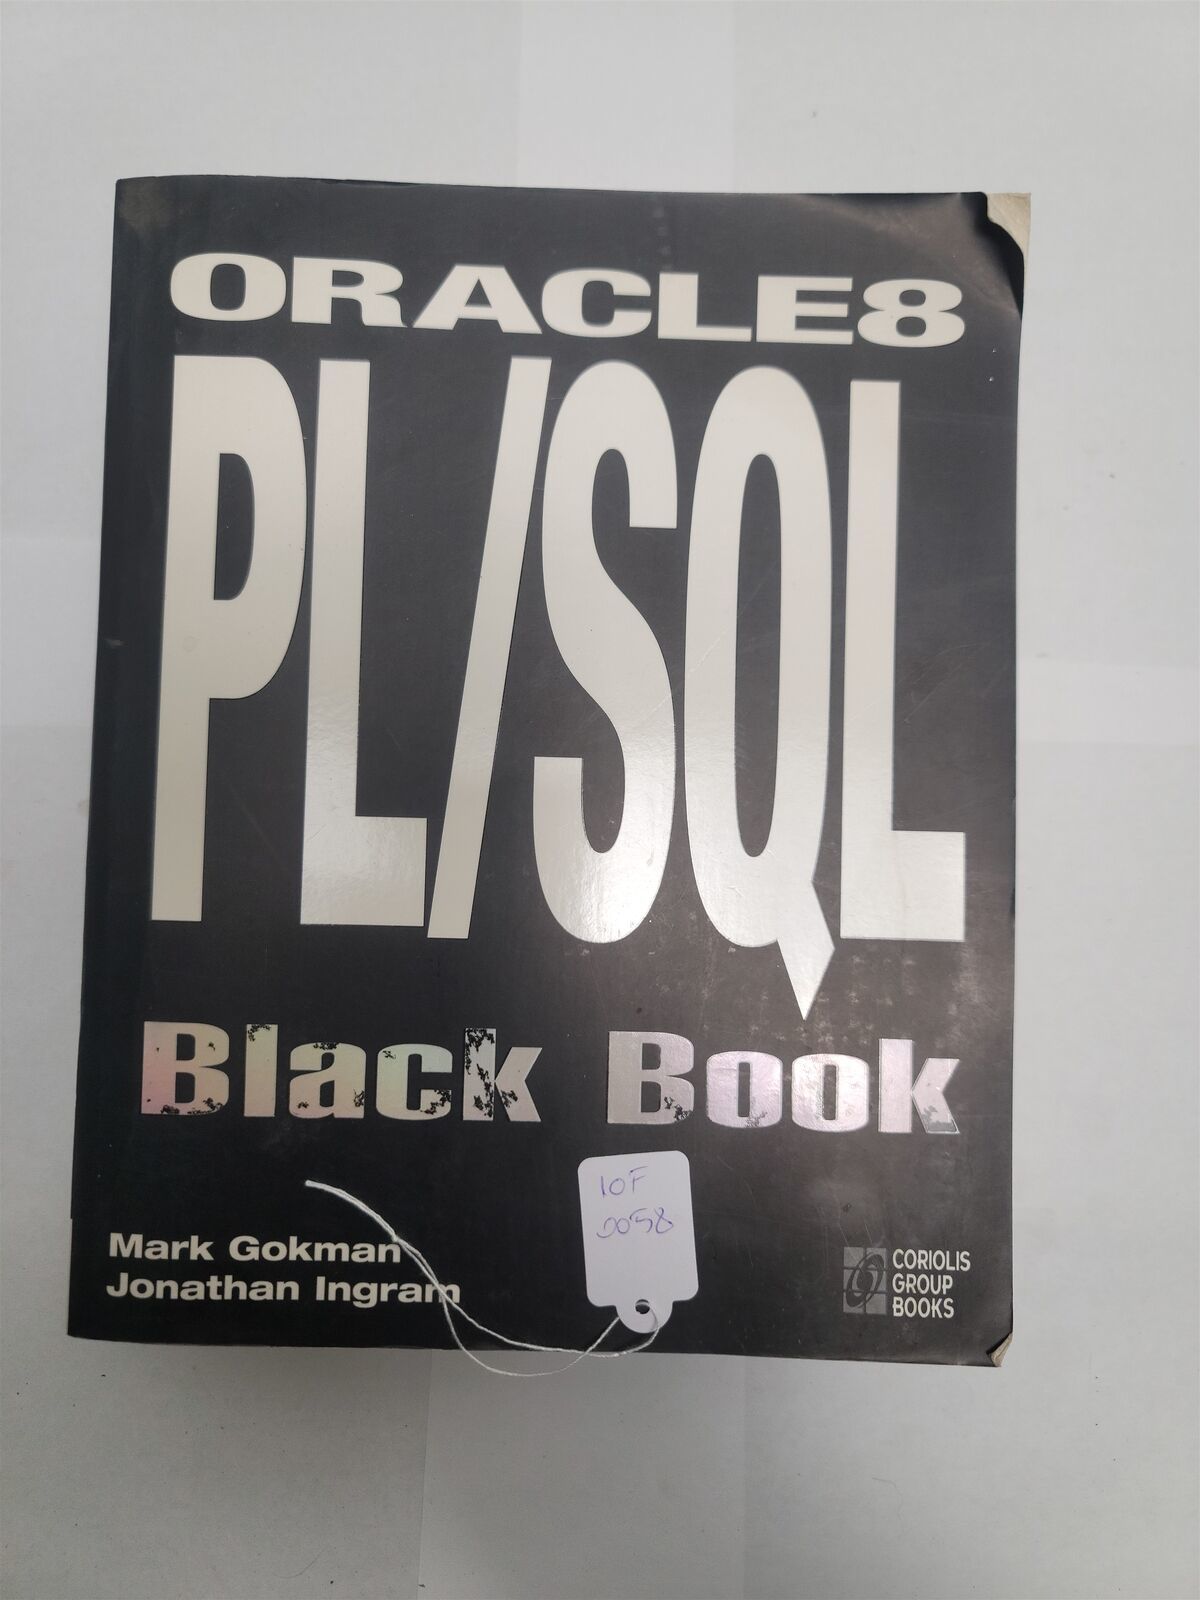 ORACLE8
PL/SQL
Black Book
10F
0058
Mark Gokman
Jonathan Ingram
CORIOLIS
GROUP
BOOKS